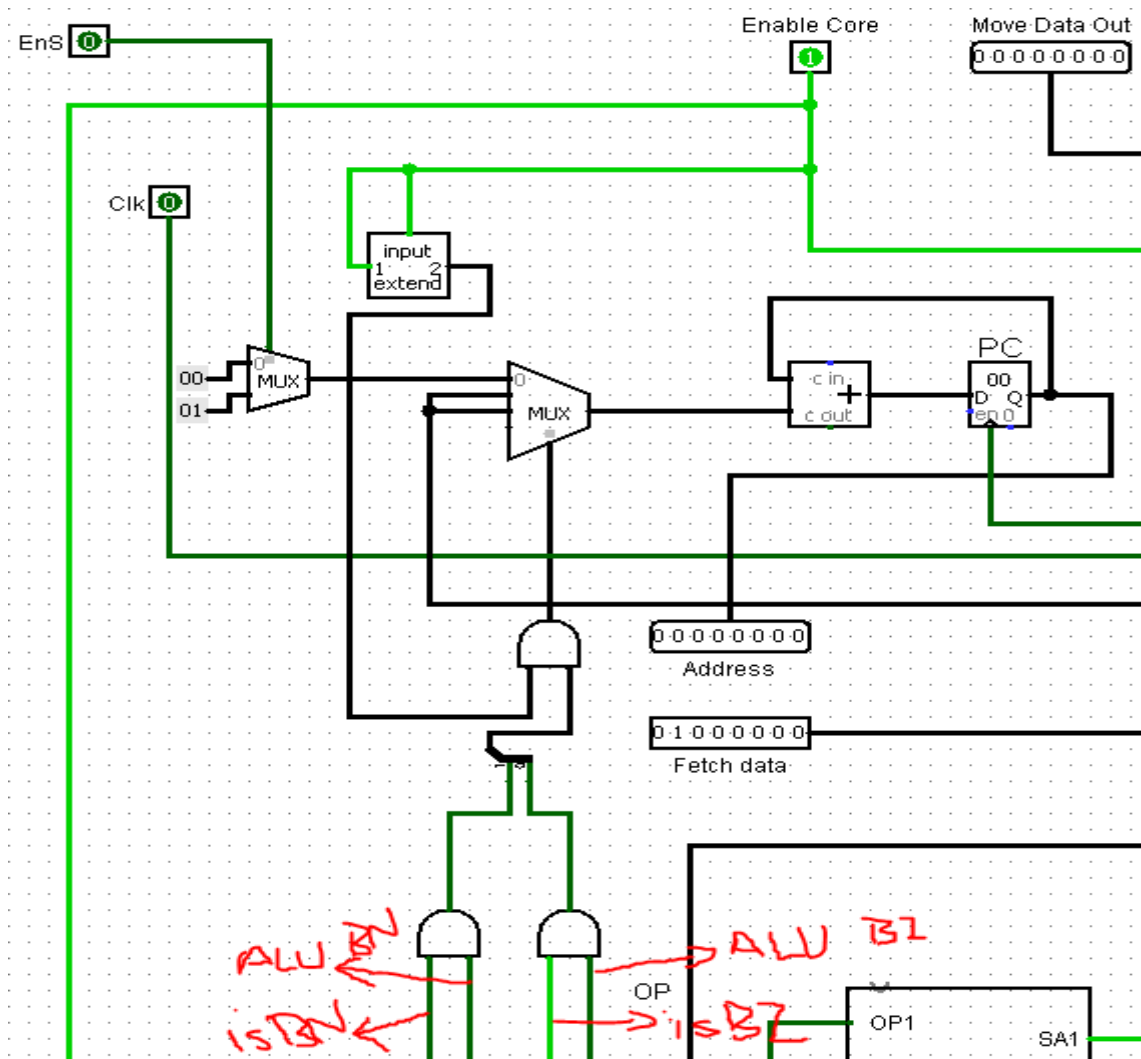 EnS 0
Enable Core
1
Move Data Out
0 0 0 0 0 0 0 0
Clk 0
input
1 2
extend
00
01
0
MUX
0
MUX
c in
+
c out
PC
00
D Q
en 0
0 0 0 0 0 0 0 0
Address
0 1 0 0 0 0 0 0
Fetch data
ALU BN
ALU BZ
isBN
isBZ
OP
OP1
SA1